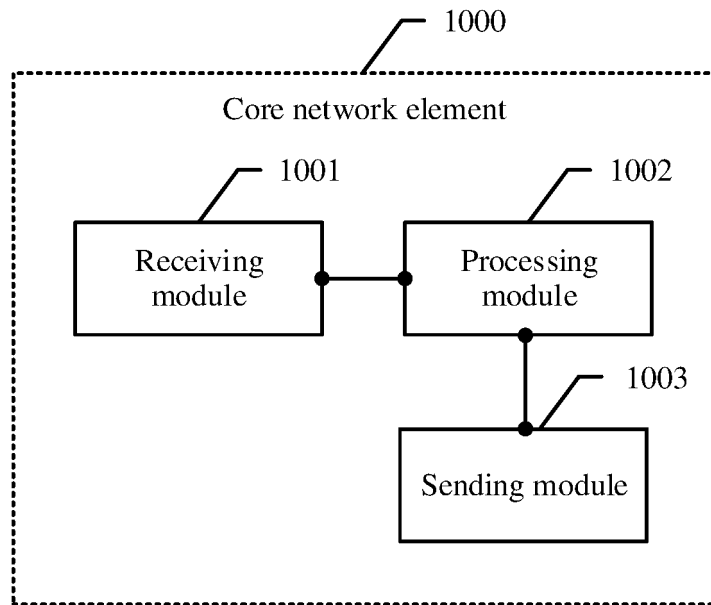 1000
Core network element
1001
1002
Receiving
module
Processing
module
1003
Sending module